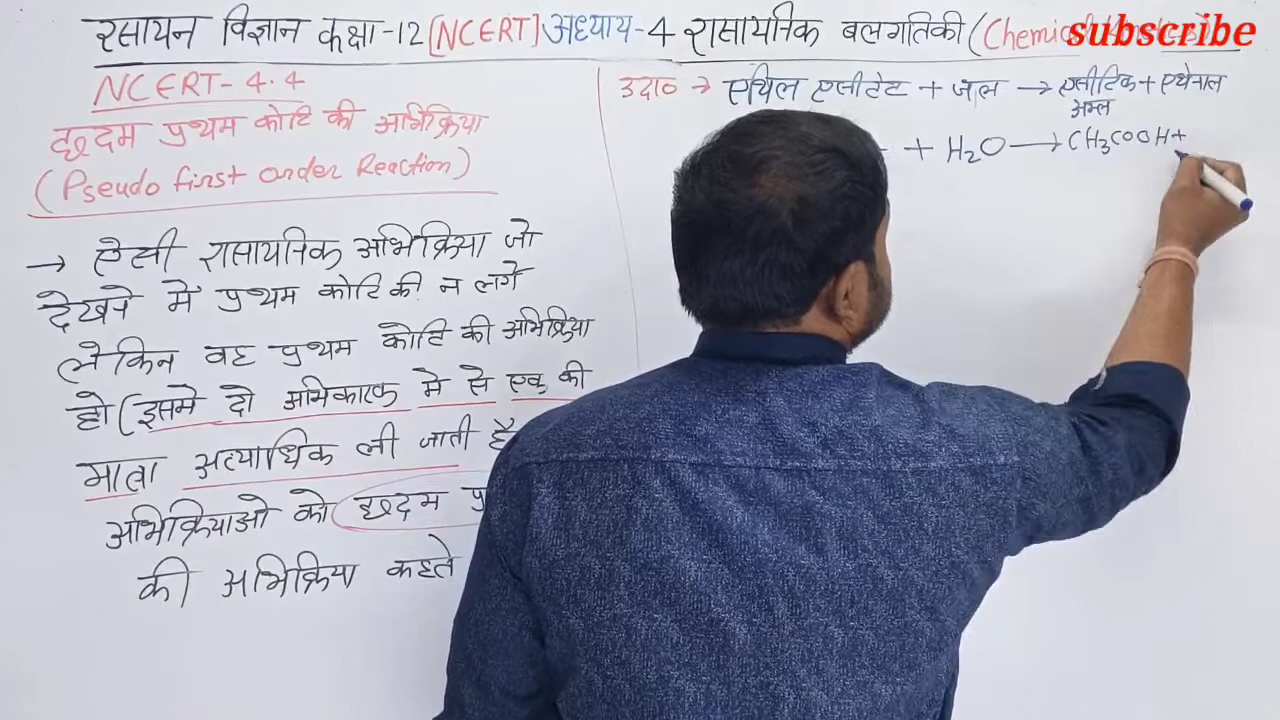 रसायन विज्ञान कक्षा-12 [NCERT] अध्याय-4 रासायनिक बलगतिकी (Chemical
subscribe
NCERT-4.4
छद्दम प्रथम कोटि की अभिक्रिया
(Pseudo first order Reaction)
→ ऐसी रासायनिक अभिक्रिया जो
देखने में प्रथम कोटि की न लगे
लेकिन वह प्रथम कोटि की अभिक्रिया
हो (इसमे दो अभिकारक मे से एक की
मात्रा अत्याधिक ली जाती है
अभिक्रियाओ को छद्दम प्र
की अभिक्रिया कहते
उदा० → एथिल एसीटेट + जल → एसीटिक + एथेनाल
अम्ल
+ H2O → CH3COOH +